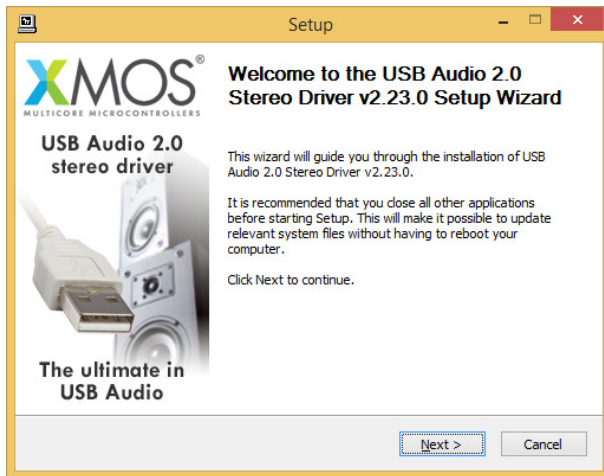 Setup
XMOS®
MULTICORE MICROCONTROLLERS
USB Audio 2.0
stereo driver
The ultimate in
USB Audio
Welcome to the USB Audio 2.0
Stereo Driver v2.23.0 Setup Wizard
This wizard will guide you through the installation of USB
Audio 2.0 Stereo Driver v2.23.0.
It is recommended that you close all other applications
before starting Setup. This will make it possible to update
relevant system files without having to reboot your
computer.
Click Next to continue.
Next >
Cancel